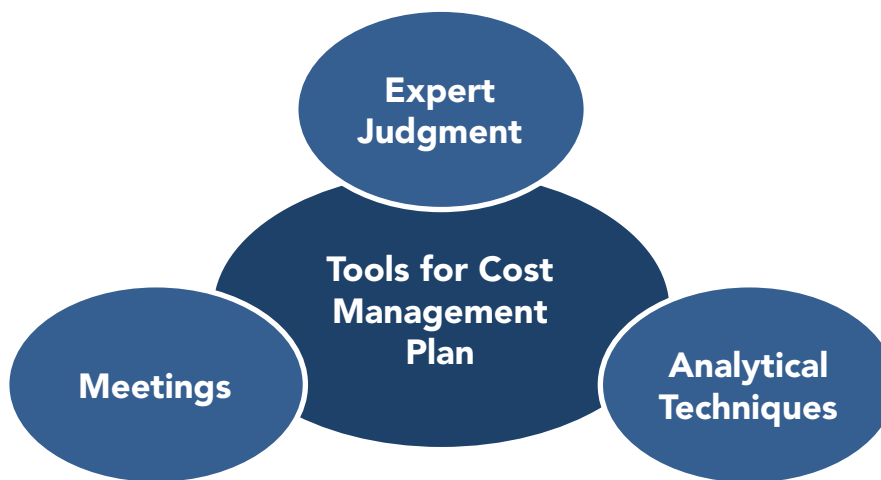 Expert
Judgment
Tools for Cost
Management
Plan
Meetings
Analytical
Techniques